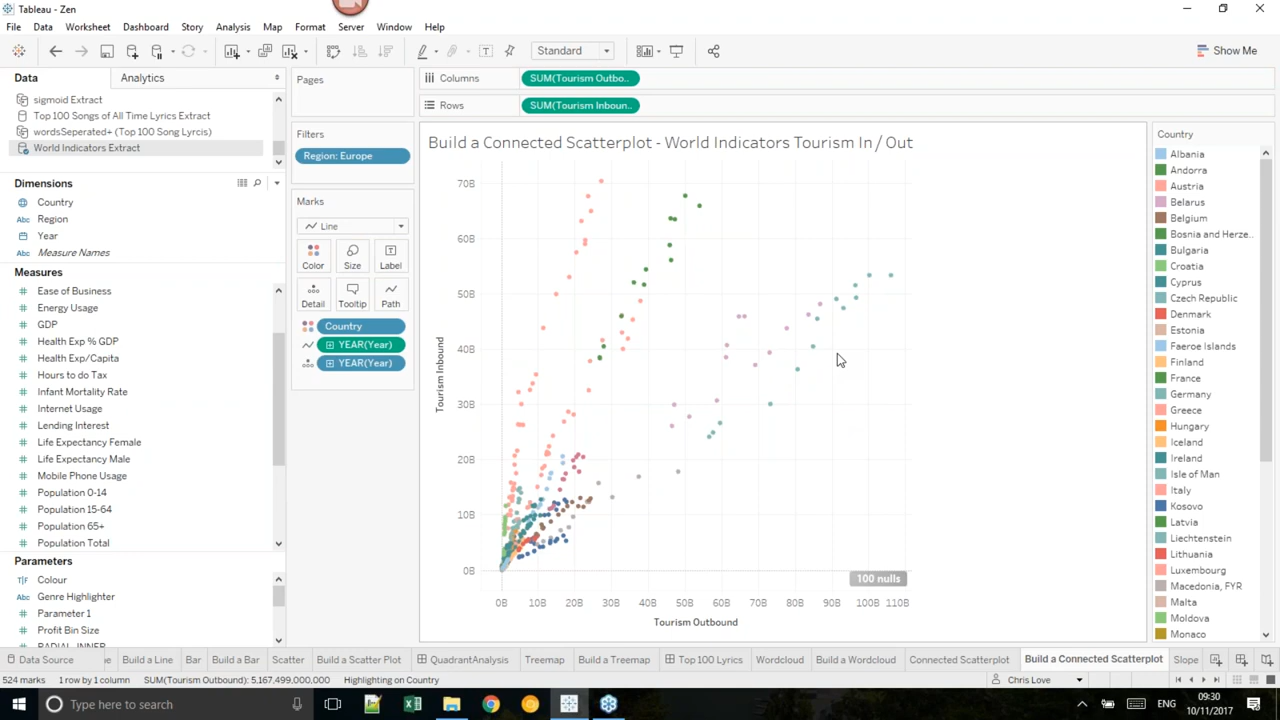 Tableau - Zen
File Data Worksheet Dashboard Story Analysis Map Format Server Window Help
Standard
Show Me
Data Analytics
sigmoid Extract
Top 100 Songs of All Time Lyrics Extract
wordsSeperated+ (Top 100 Song Lyrcis)
World Indicators Extract
Dimensions
Country
Abc Region
Year
Abc Measure Names
Measures
# Ease of Business
# Energy Usage
# GDP
# Health Exp % GDP
# Health Exp/Capita
# Hours to do Tax
# Infant Mortality Rate
# Internet Usage
# Lending Interest
# Life Expectancy Female
# Life Expectancy Male
# Mobile Phone Usage
# Population 0-14
# Population 15-64
# Population 65+
# Population Total
Parameters
T|F Colour
Abc Genre Highlighter
# Parameter 1
# Profit Bin Size
# RADIAL_INNER
Pages
Filters
Region: Europe
Marks
Line
Color Size Label
Detail Tooltip Path
Country
YEAR(Year)
YEAR(Year)
Columns SUM(Tourism Outbo..
Rows SUM(Tourism Inboun..
Build a Connected Scatterplot - World Indicators Tourism In / Out
70B
60B
50B
40B
30B
20B
10B
0B
Tourism Inbound
100 nulls
0B 10B 20B 30B 40B 50B 60B 70B 80B 90B 100B 110B
Tourism Outbound
Country
Albania
Andorra
Austria
Belarus
Belgium
Bosnia and Herze..
Bulgaria
Croatia
Cyprus
Czech Republic
Denmark
Estonia
Faeroe Islands
Finland
France
Germany
Greece
Hungary
Iceland
Ireland
Isle of Man
Italy
Kosovo
Latvia
Liechtenstein
Lithuania
Luxembourg
Macedonia, FYR
Malta
Moldova
Monaco
Data Source Build a Line Bar Build a Bar Scatter Build a Scatter Plot QuadrantAnalysis Treemap Build a Treemap Top 100 Lyrics Wordcloud Build a Wordcloud Connected Scatterplot Build a Connected Scatterplot Slope
524 marks 1 row by 1 column SUM(Tourism Outbound): 5,167,499,000,000 Highlighting on Country Chris Love
Type here to search
ENG
09:30
10/11/2017